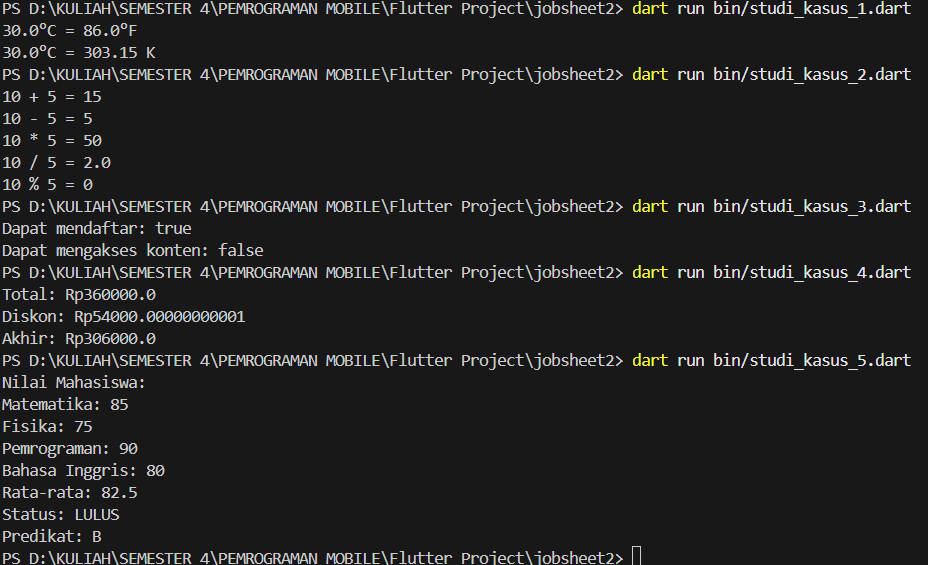 PS D:\KULIAH\SEMESTER 4\PEMROGRAMAN MOBILE\Flutter Project\jobsheet2> dart run bin/studi_kasus_1.dart
30.0°C = 86.0°F
30.0°C = 303.15 K
PS D:\KULIAH\SEMESTER 4\PEMROGRAMAN MOBILE\Flutter Project\jobsheet2> dart run bin/studi_kasus_2.dart
10 + 5 = 15
10 - 5 = 5
10 * 5 = 50
10 / 5 = 2.0
10 % 5 = 0
PS D:\KULIAH\SEMESTER 4\PEMROGRAMAN MOBILE\Flutter Project\jobsheet2> dart run bin/studi_kasus_3.dart
Dapat mendaftar: true
Dapat mengakses konten: false
PS D:\KULIAH\SEMESTER 4\PEMROGRAMAN MOBILE\Flutter Project\jobsheet2> dart run bin/studi_kasus_4.dart
Total: Rp360000.0
Diskon: Rp54000.00000000001
Akhir: Rp306000.0
PS D:\KULIAH\SEMESTER 4\PEMROGRAMAN MOBILE\Flutter Project\jobsheet2> dart run bin/studi_kasus_5.dart
Nilai Mahasiswa:
Matematika: 85
Fisika: 75
Pemrograman: 90
Bahasa Inggris: 80
Rata-rata: 82.5
Status: LULUS
Predikat: B
PS D:\KULIAH\SEMESTER 4\PEMROGRAMAN MOBILE\Flutter Project\jobsheet2>